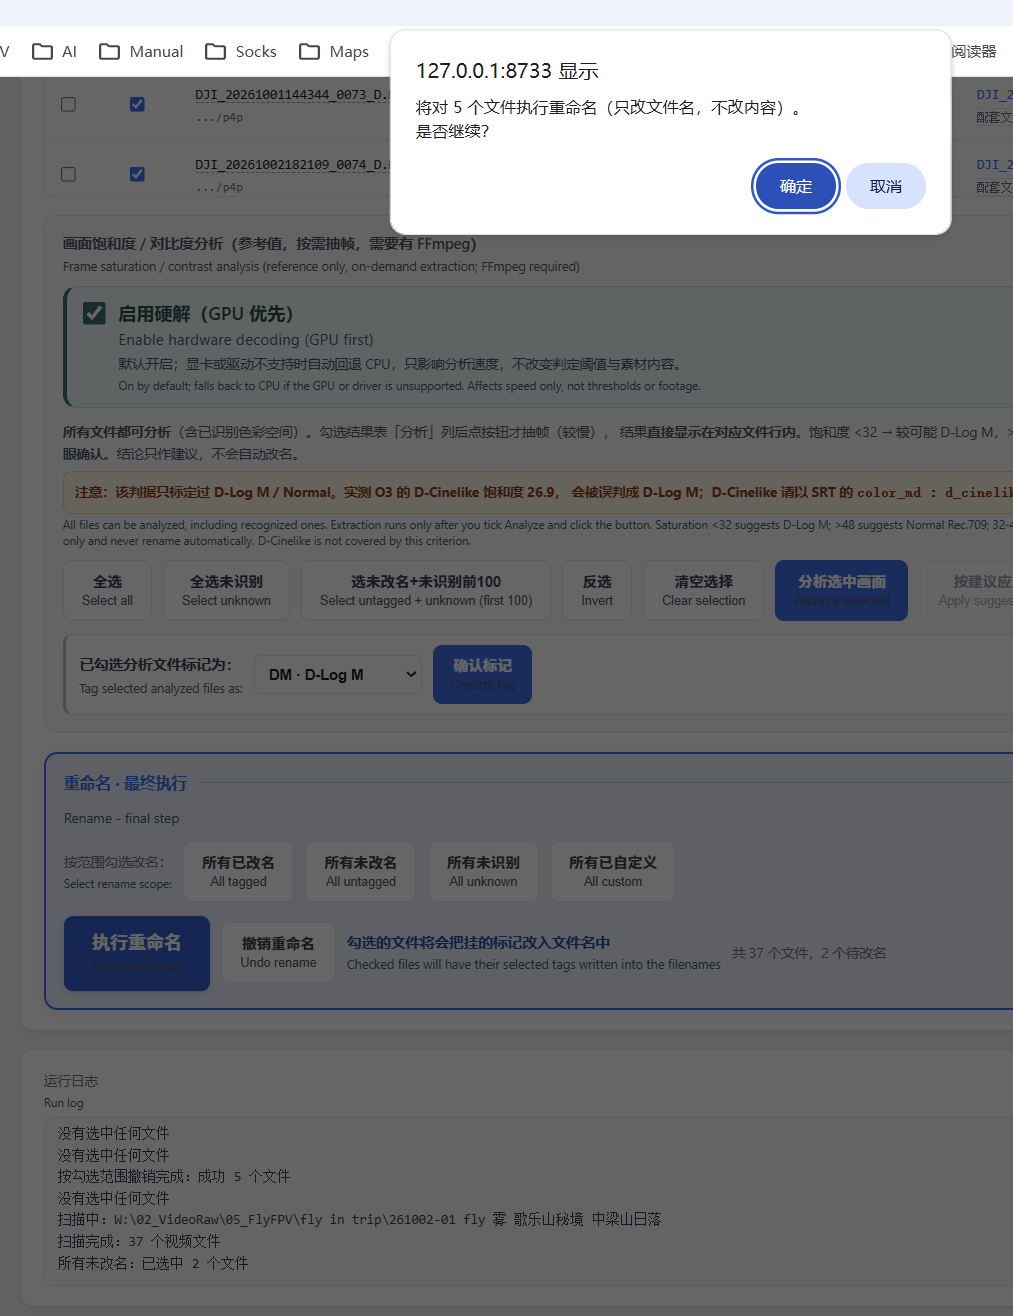 V AI Manual Socks Maps
阅读器
127.0.0.1:8733 显示
将对 5 个文件执行重命名（只改文件名，不改内容）。
是否继续？
确定 取消
DJI_20261001144344_0073_D.
.../p4p
DJI_2
配套文
DJI_20261002182109_0074_D.
.../p4p
DJI_2
配套文
画面饱和度 / 对比度分析（参考值，按需抽帧，需要有 FFmpeg）
Frame saturation / contrast analysis (reference only, on-demand extraction; FFmpeg required)
启用硬解（GPU 优先）
Enable hardware decoding (GPU first)
默认开启；显卡或驱动不支持时自动回退 CPU，只影响分析速度，不改变判定阈值与素材内容。
On by default; falls back to CPU if the GPU or driver is unsupported. Affects speed only, not thresholds or footage.
所有文件都可分析（含已识别色彩空间）。勾选结果表「分析」列后点按钮才抽帧（较慢）， 结果直接显示在对应文件行内。饱和度 <32 → 较可能 D-Log M，>
眼确认。结论只作建议，不会自动改名。
注意：该判据只标定过 D-Log M / Normal。实测 O3 的 D-Cinelike 饱和度 26.9， 会被误判成 D-Log M；D-Cinelike 请以 SRT 的 color_md : d_cinelik
All files can be analyzed, including recognized ones. Extraction runs only after you tick Analyze and click the button. Saturation <32 suggests D-Log M; >48 suggests Normal Rec.709; 32-4
only and never rename automatically. D-Cinelike is not covered by this criterion.
全选
Select all
全选未识别
Select unknown
选未改名+未识别前100
Select untagged + unknown (first 100)
反选
Invert
清空选择
Clear selection
分析选中画面
Analyze selected
按建议应
Apply sugges
已勾选分析文件标记为：
Tag selected analyzed files as:
DM · D-Log M
确认标记
Confirm tag
重命名 · 最终执行
Rename - final step
按范围勾选改名：
Select rename scope:
所有已改名
All tagged
所有未改名
All untagged
所有未识别
All unknown
所有已自定义
All custom
执行重命名
Rename files
撤销重命名
Undo rename
勾选的文件将会把挂的标记改入文件名中
Checked files will have their selected tags written into the filenames
共 37 个文件，2 个待改名
运行日志
Run log
没有选中任何文件
没有选中任何文件
按勾选范围撤销完成：成功 5 个文件
没有选中任何文件
扫描中：W:\02_VideoRaw\05_FlyFPV\fly in trip\261002-01 fly 雾 歌乐山秘境 中梁山日落
扫描完成：37 个视频文件
所有未改名：已选中 2 个文件